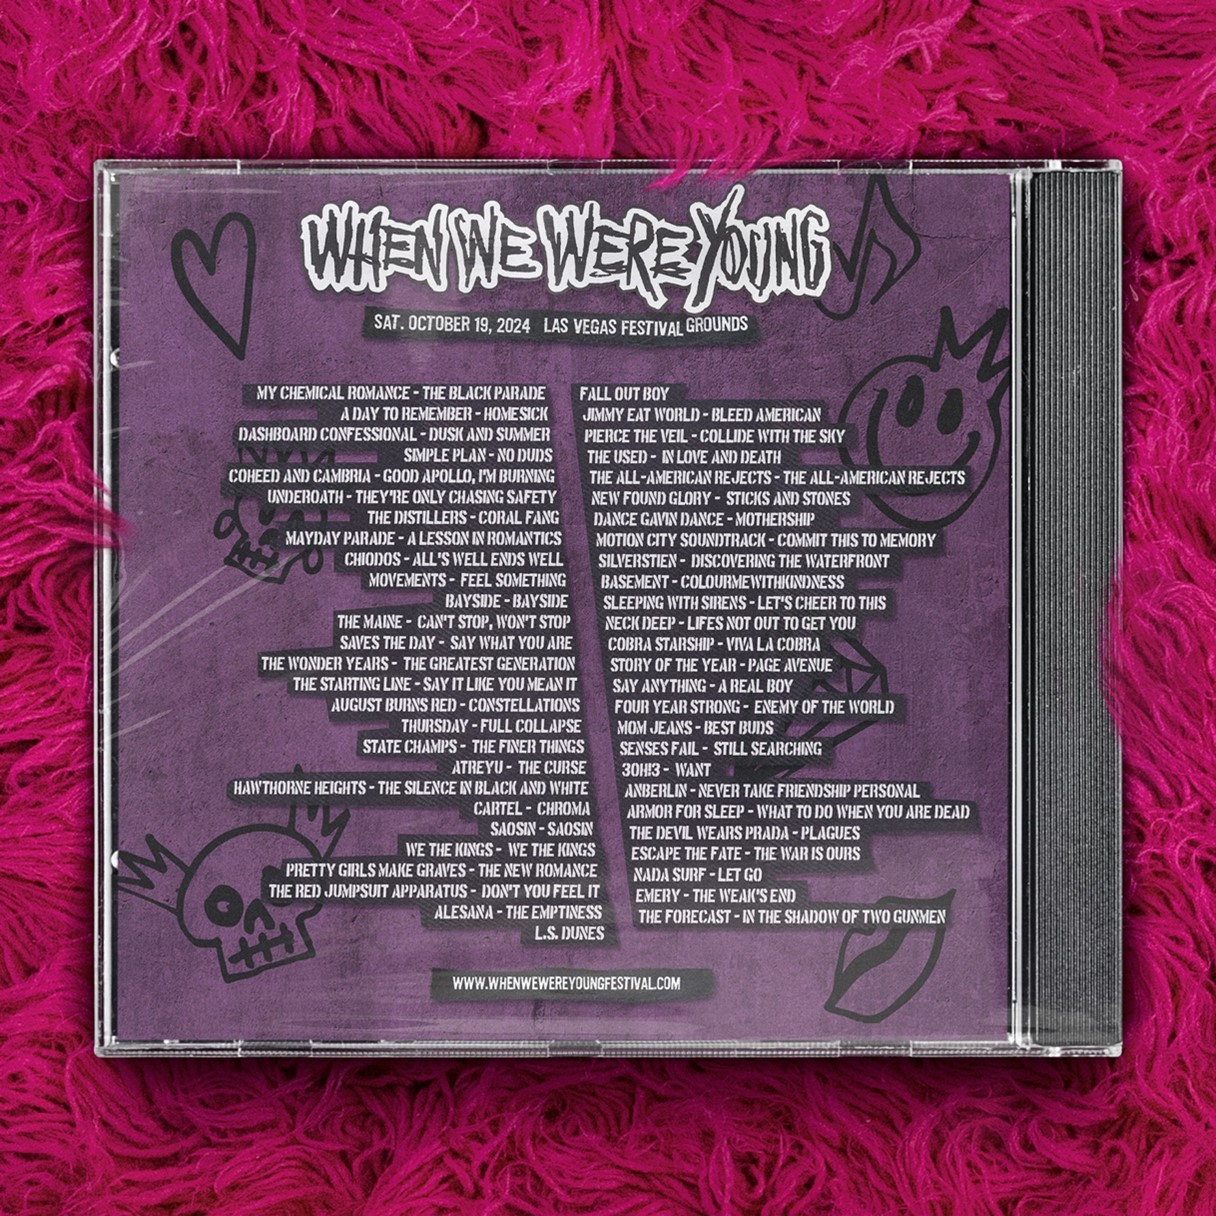 WHEN WE WERE YOUNG
SAT. OCTOBER 19, 2024 LAS VEGAS FESTIVAL GROUNDS
MY CHEMICAL ROMANCE - THE BLACK PARADE
A DAY TO REMEMBER - HOMESICK
DASHBOARD CONFESSIONAL - DUSK AND SUMMER
SIMPLE PLAN - NO DUDS
COHEED AND CAMBRIA - GOOD APOLLO, I'M BURNING
UNDEROATH - THEY'RE ONLY CHASING SAFETY
THE DISTILLERS - CORAL FANG
MAYDAY PARADE - A LESSON IN ROMANTICS
CHIODOS - ALL'S WELL ENDS WELL
MOVEMENTS - FEEL SOMETHING
BAYSIDE - BAYSIDE
THE MAINE - CAN'T STOP, WON'T STOP
SAVES THE DAY - SAY WHAT YOU ARE
THE WONDER YEARS - THE GREATEST GENERATION
THE STARTING LINE - SAY IT LIKE YOU MEAN IT
AUGUST BURNS RED - CONSTELLATIONS
THURSDAY - FULL COLLAPSE
STATE CHAMPS - THE FINER THINGS
ATREYU - THE CURSE
HAWTHORNE HEIGHTS - THE SILENCE IN BLACK AND WHITE
CARTEL - CHROMA
SAOSIN - SAOSIN
WE THE KINGS - WE THE KINGS
PRETTY GIRLS MAKE GRAVES - THE NEW ROMANCE
THE RED JUMPSUIT APPARATUS - DON'T YOU FEEL IT
ALESANA - THE EMPTINESS
L.S. DUNES
FALL OUT BOY
JIMMY EAT WORLD - BLEED AMERICAN
PIERCE THE VEIL - COLLIDE WITH THE SKY
THE USED - IN LOVE AND DEATH
THE ALL-AMERICAN REJECTS - THE ALL-AMERICAN REJECTS
NEW FOUND GLORY - STICKS AND STONES
DANCE GAVIN DANCE - MOTHERSHIP
MOTION CITY SOUNDTRACK - COMMIT THIS TO MEMORY
SILVERSTIEN - DISCOVERING THE WATERFRONT
BASEMENT - COLOURMEWITHKINDNESS
SLEEPING WITH SIRENS - LET'S CHEER TO THIS
NECK DEEP - LIFES NOT OUT TO GET YOU
COBRA STARSHIP - VIVA LA COBRA
STORY OF THE YEAR - PAGE AVENUE
SAY ANYTHING - A REAL BOY
FOUR YEAR STRONG - ENEMY OF THE WORLD
MOM JEANS - BEST BUDS
SENSES FAIL - STILL SEARCHING
3OH!3 - WANT
ANBERLIN - NEVER TAKE FRIENDSHIP PERSONAL
ARMOR FOR SLEEP - WHAT TO DO WHEN YOU ARE DEAD
THE DEVIL WEARS PRADA - PLAGUES
ESCAPE THE FATE - THE WAR IS OURS
NADA SURF - LET GO
EMERY - THE WEAK'S END
THE FORECAST - IN THE SHADOW OF TWO GUNMEN
WWW.WHENWEWEREYOUNGFESTIVAL.COM